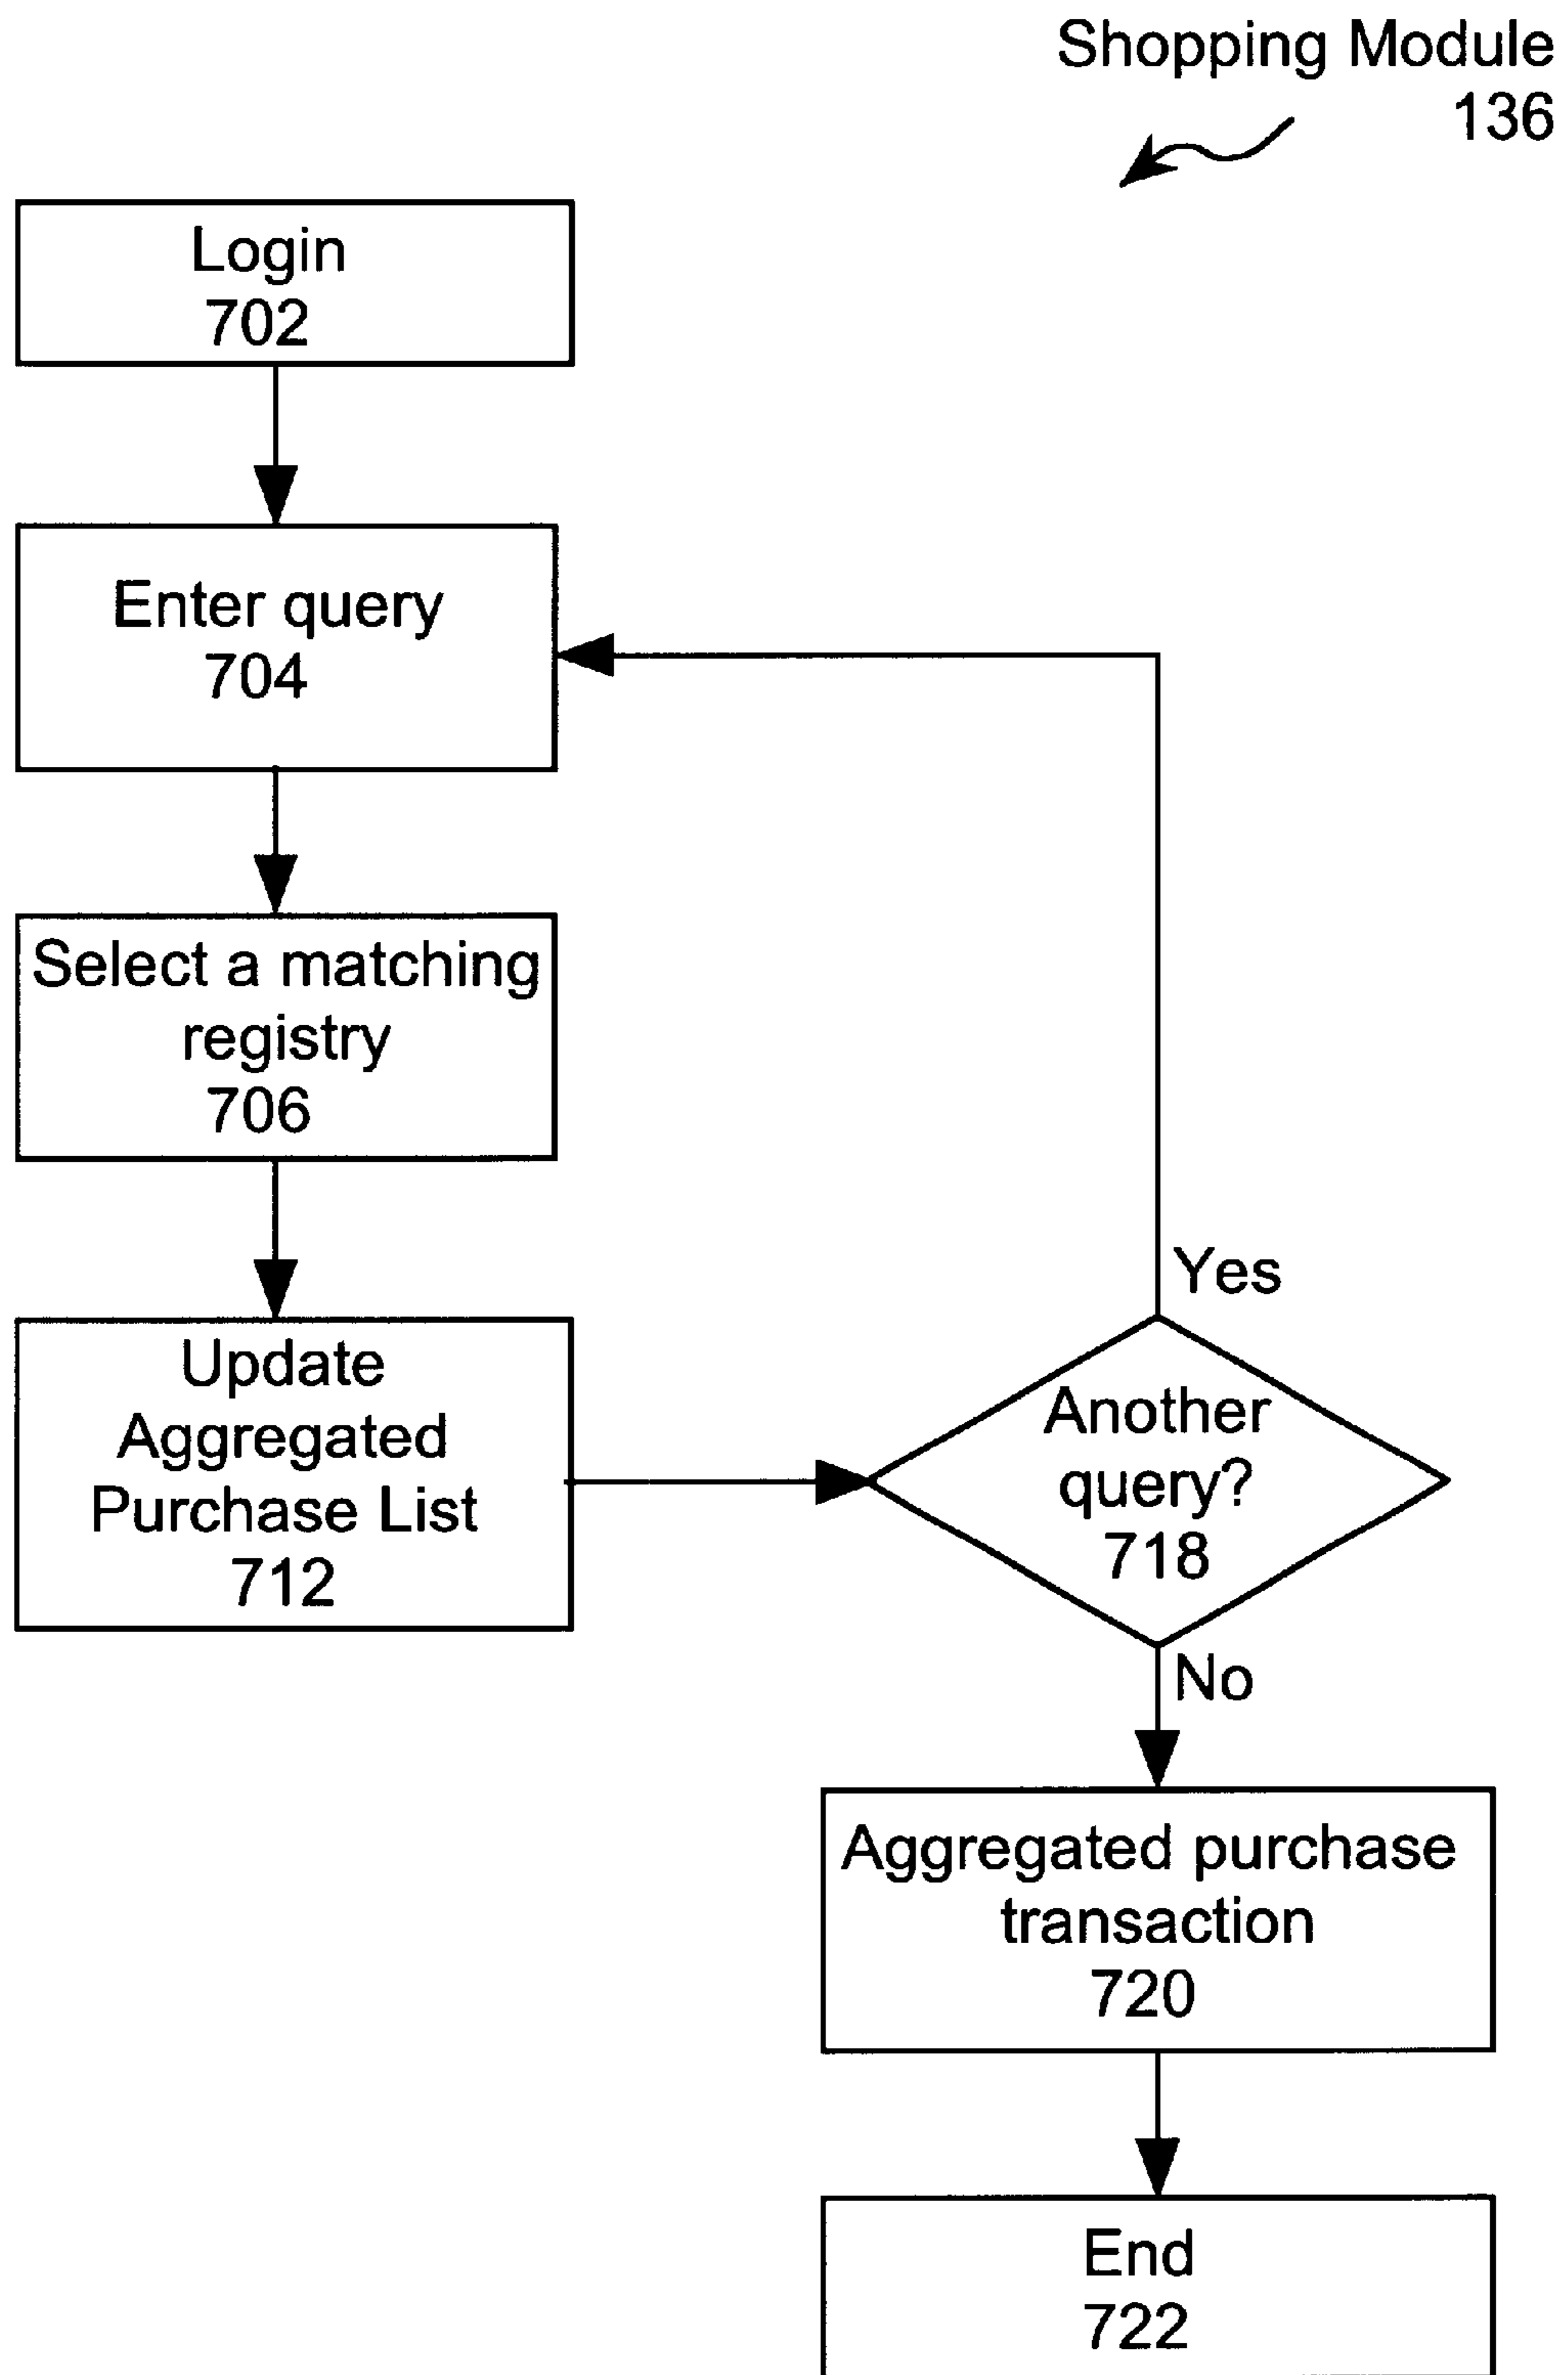 Shopping Module
136
Login
702
Enter query
704
Select a matching
registry
706
Update
Aggregated
Purchase List
712
Yes
Another
query?
718
No
Aggregated purchase
transaction
720
End
722